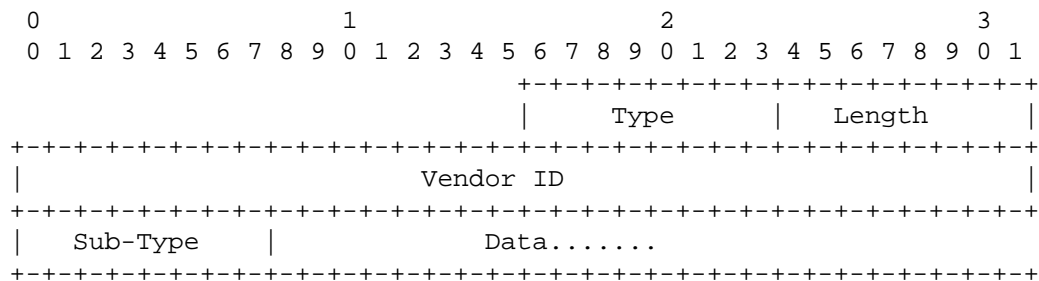 0                   1                   2                   3
 0 1 2 3 4 5 6 7 8 9 0 1 2 3 4 5 6 7 8 9 0 1 2 3 4 5 6 7 8 9 0 1
                                +-+-+-+-+-+-+-+-+-+-+-+-+-+-+-+-+
                                |     Type      |   Length      |
+-+-+-+-+-+-+-+-+-+-+-+-+-+-+-+-+-+-+-+-+-+-+-+-+-+-+-+-+-+-+-+-+
|                         Vendor ID                             |
+-+-+-+-+-+-+-+-+-+-+-+-+-+-+-+-+-+-+-+-+-+-+-+-+-+-+-+-+-+-+-+-+
|   Sub-Type    |             Data.......
+-+-+-+-+-+-+-+-+-+-+-+-+-+-+-+-+-+-+-+-+-+-+-+-+-+-+-+-+-+-+-+-+